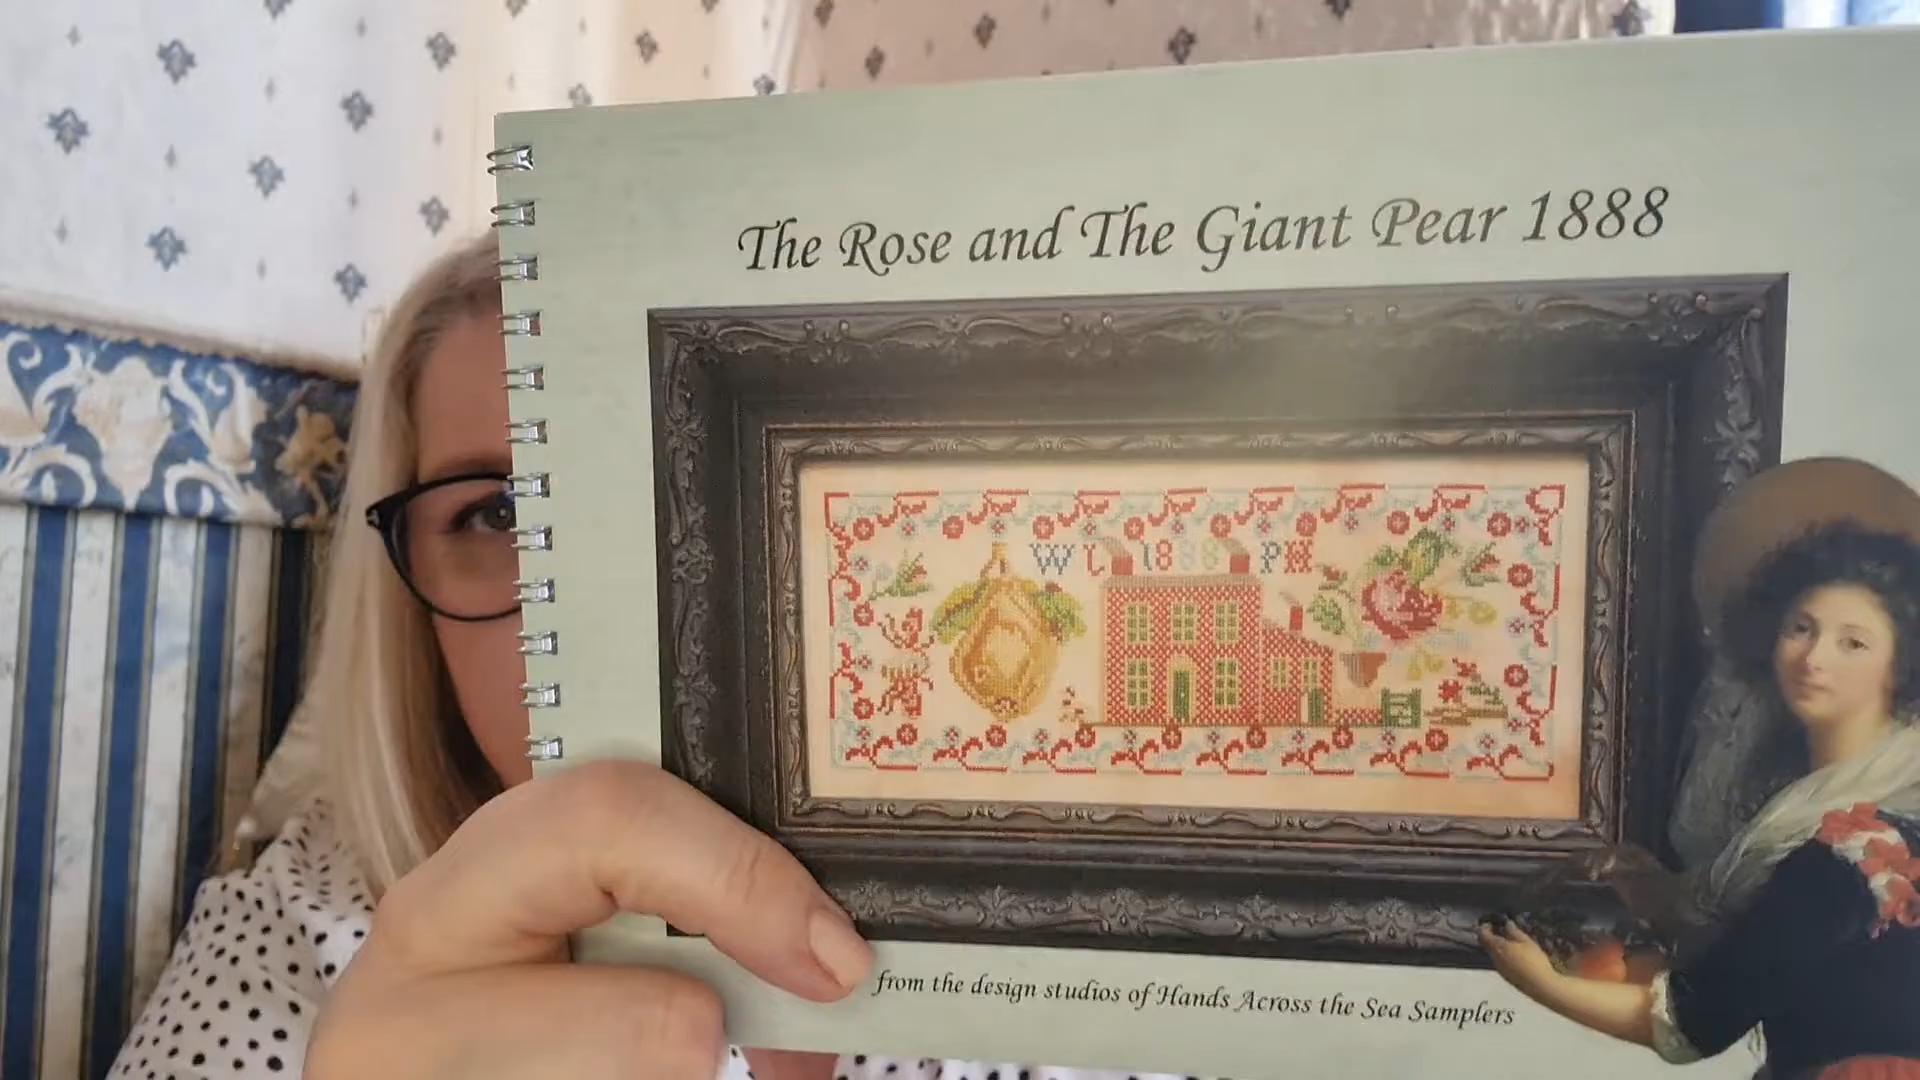 The Rose and The Giant Pear 1888
WL 1888 PH
from the design studios of Hands Across the Sea Samplers